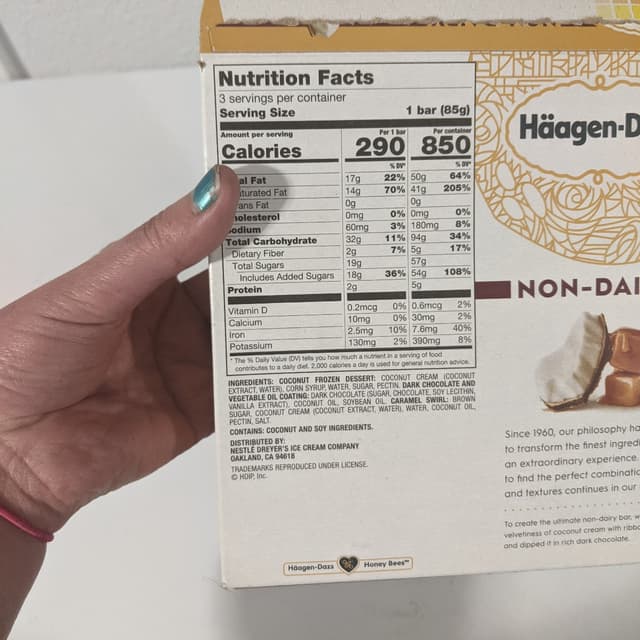 Nutrition Facts
3 servings per container
Serving Size 1 bar (85g)
Amount per serving Per 1 bar Per container
Calories 290 850
% DV* % DV*
al Fat 17g 22% 50g 64%
turated Fat 14g 70% 41g 205%
ans Fat 0g 0g
holesterol 0mg 0% 0mg 0%
odium 60mg 3% 180mg 8%
Total Carbohydrate 32g 11% 94g 34%
Dietary Fiber 2g 7% 5g 17%
Total Sugars 19g 57g
Includes Added Sugars 18g 36% 54g 108%
Protein 2g 5g
Vitamin D 0.2mcg 0% 0.6mcg 2%
Calcium 10mg 0% 30mg 2%
Iron 2.5mg 10% 7.6mg 40%
Potassium 130mg 2% 390mg 8%
* The % Daily Value (DV) tells you how much a nutrient in a serving of food
contributes to a daily diet. 2,000 calories a day is used for general nutrition advice.
INGREDIENTS: COCONUT FROZEN DESSERT: COCONUT CREAM (COCONUT
EXTRACT, WATER), CORN SYRUP, WATER, SUGAR, PECTIN. DARK CHOCOLATE AND
VEGETABLE OIL COATING: DARK CHOCOLATE (SUGAR, CHOCOLATE, SOY LECITHIN,
VANILLA EXTRACT), COCONUT OIL, SOYBEAN OIL. CARAMEL SWIRL: BROWN
SUGAR, COCONUT CREAM (COCONUT EXTRACT, WATER), WATER, COCONUT OIL,
PECTIN, SALT.
CONTAINS: COCONUT AND SOY INGREDIENTS.
DISTRIBUTED BY:
NESTLÉ DREYER'S ICE CREAM COMPANY
OAKLAND, CA 94618
TRADEMARKS REPRODUCED UNDER LICENSE.
© HDIP, Inc.
Häagen-Dazs Honey Bees™
Häagen-D
NON-DAI
Since 1960, our philosophy ha
to transform the finest ingredi
an extraordinary experience.
to find the perfect combinatio
and textures continues in our
To create the ultimate non-dairy bar, w
velvetiness of coconut cream with ribbo
and dipped it in rich dark chocolate.